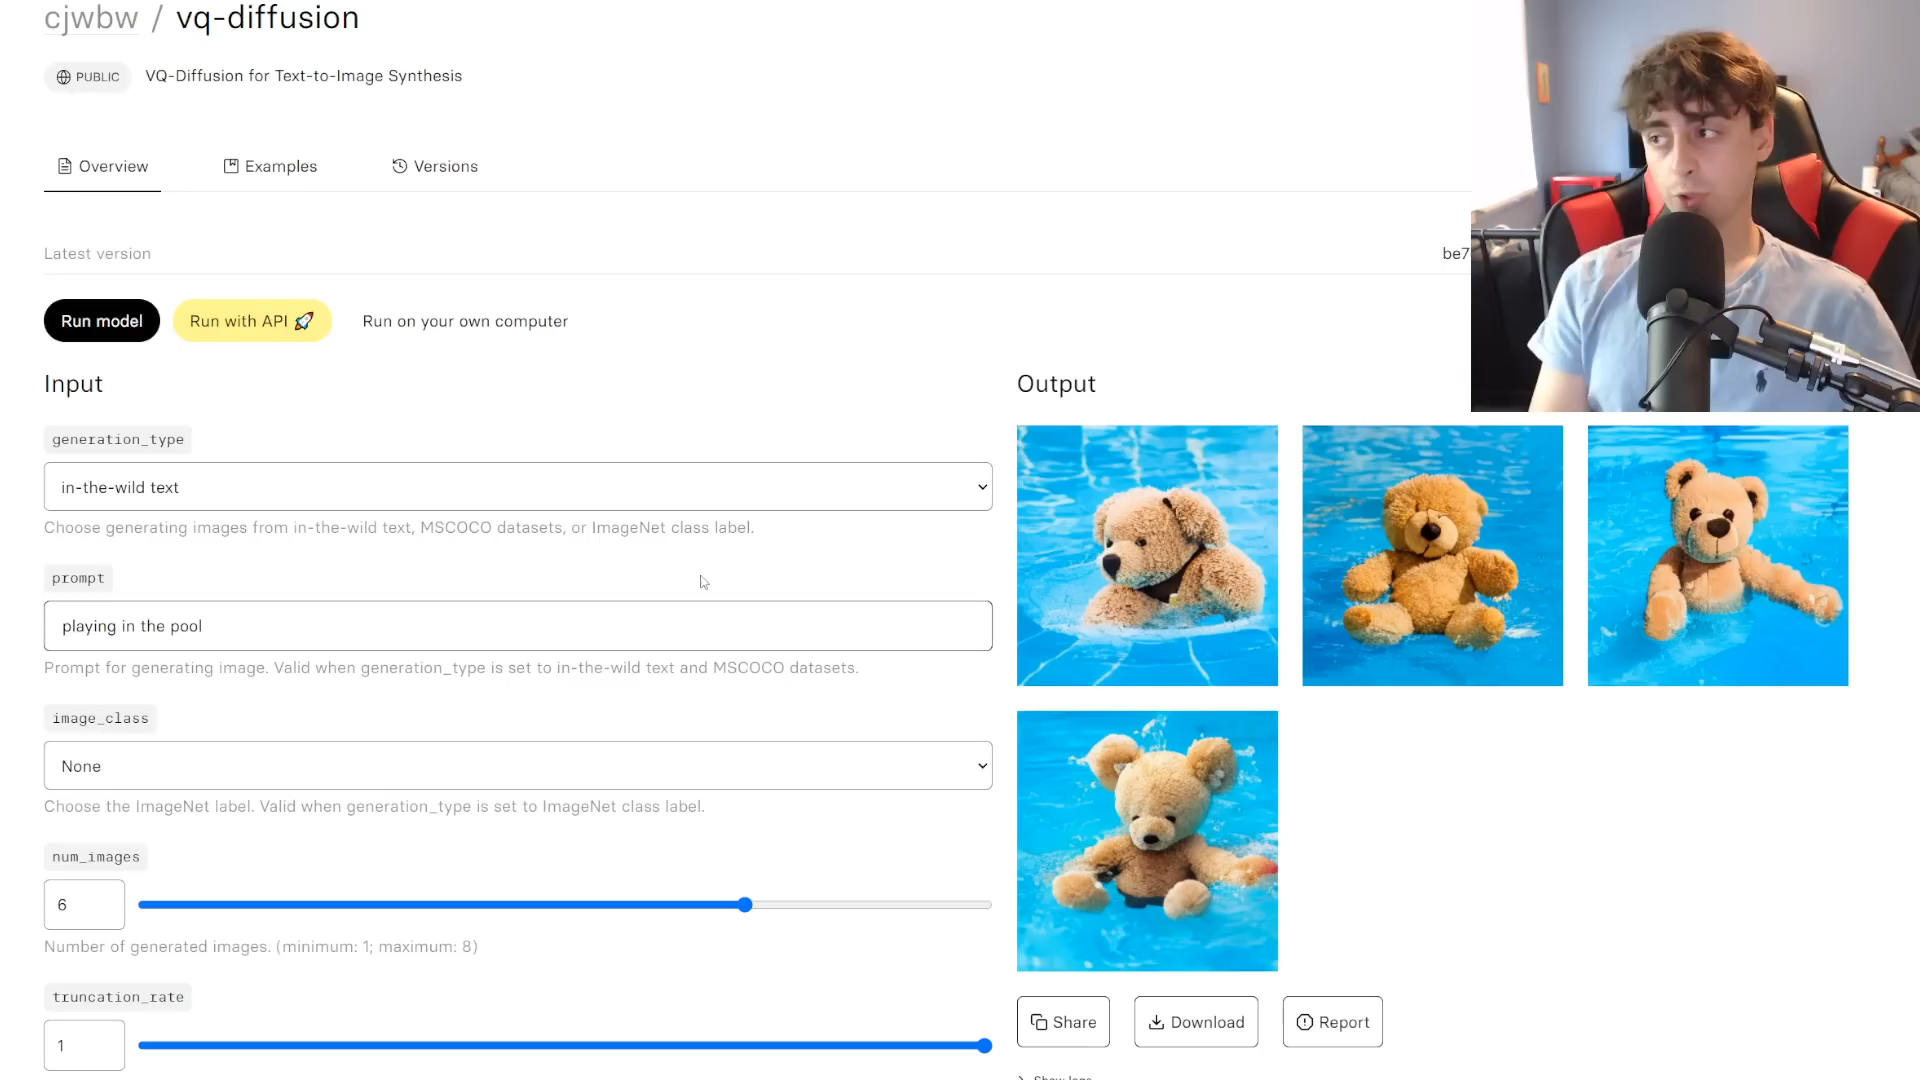 cjwbw / vq-diffusion
PUBLIC VQ-Diffusion for Text-to-Image Synthesis
Overview Examples Versions
Latest version be7
Run model Run with API 🚀 Run on your own computer
Input
generation_type
in-the-wild text
Choose generating images from in-the-wild text, MSCOCO datasets, or ImageNet class label.
prompt
playing in the pool
Prompt for generating image. Valid when generation_type is set to in-the-wild text and MSCOCO datasets.
image_class
None
Choose the ImageNet label. Valid when generation_type is set to ImageNet class label.
num_images
6
Number of generated images. (minimum: 1; maximum: 8)
truncation_rate
1
Output
Share Download Report
Show logs